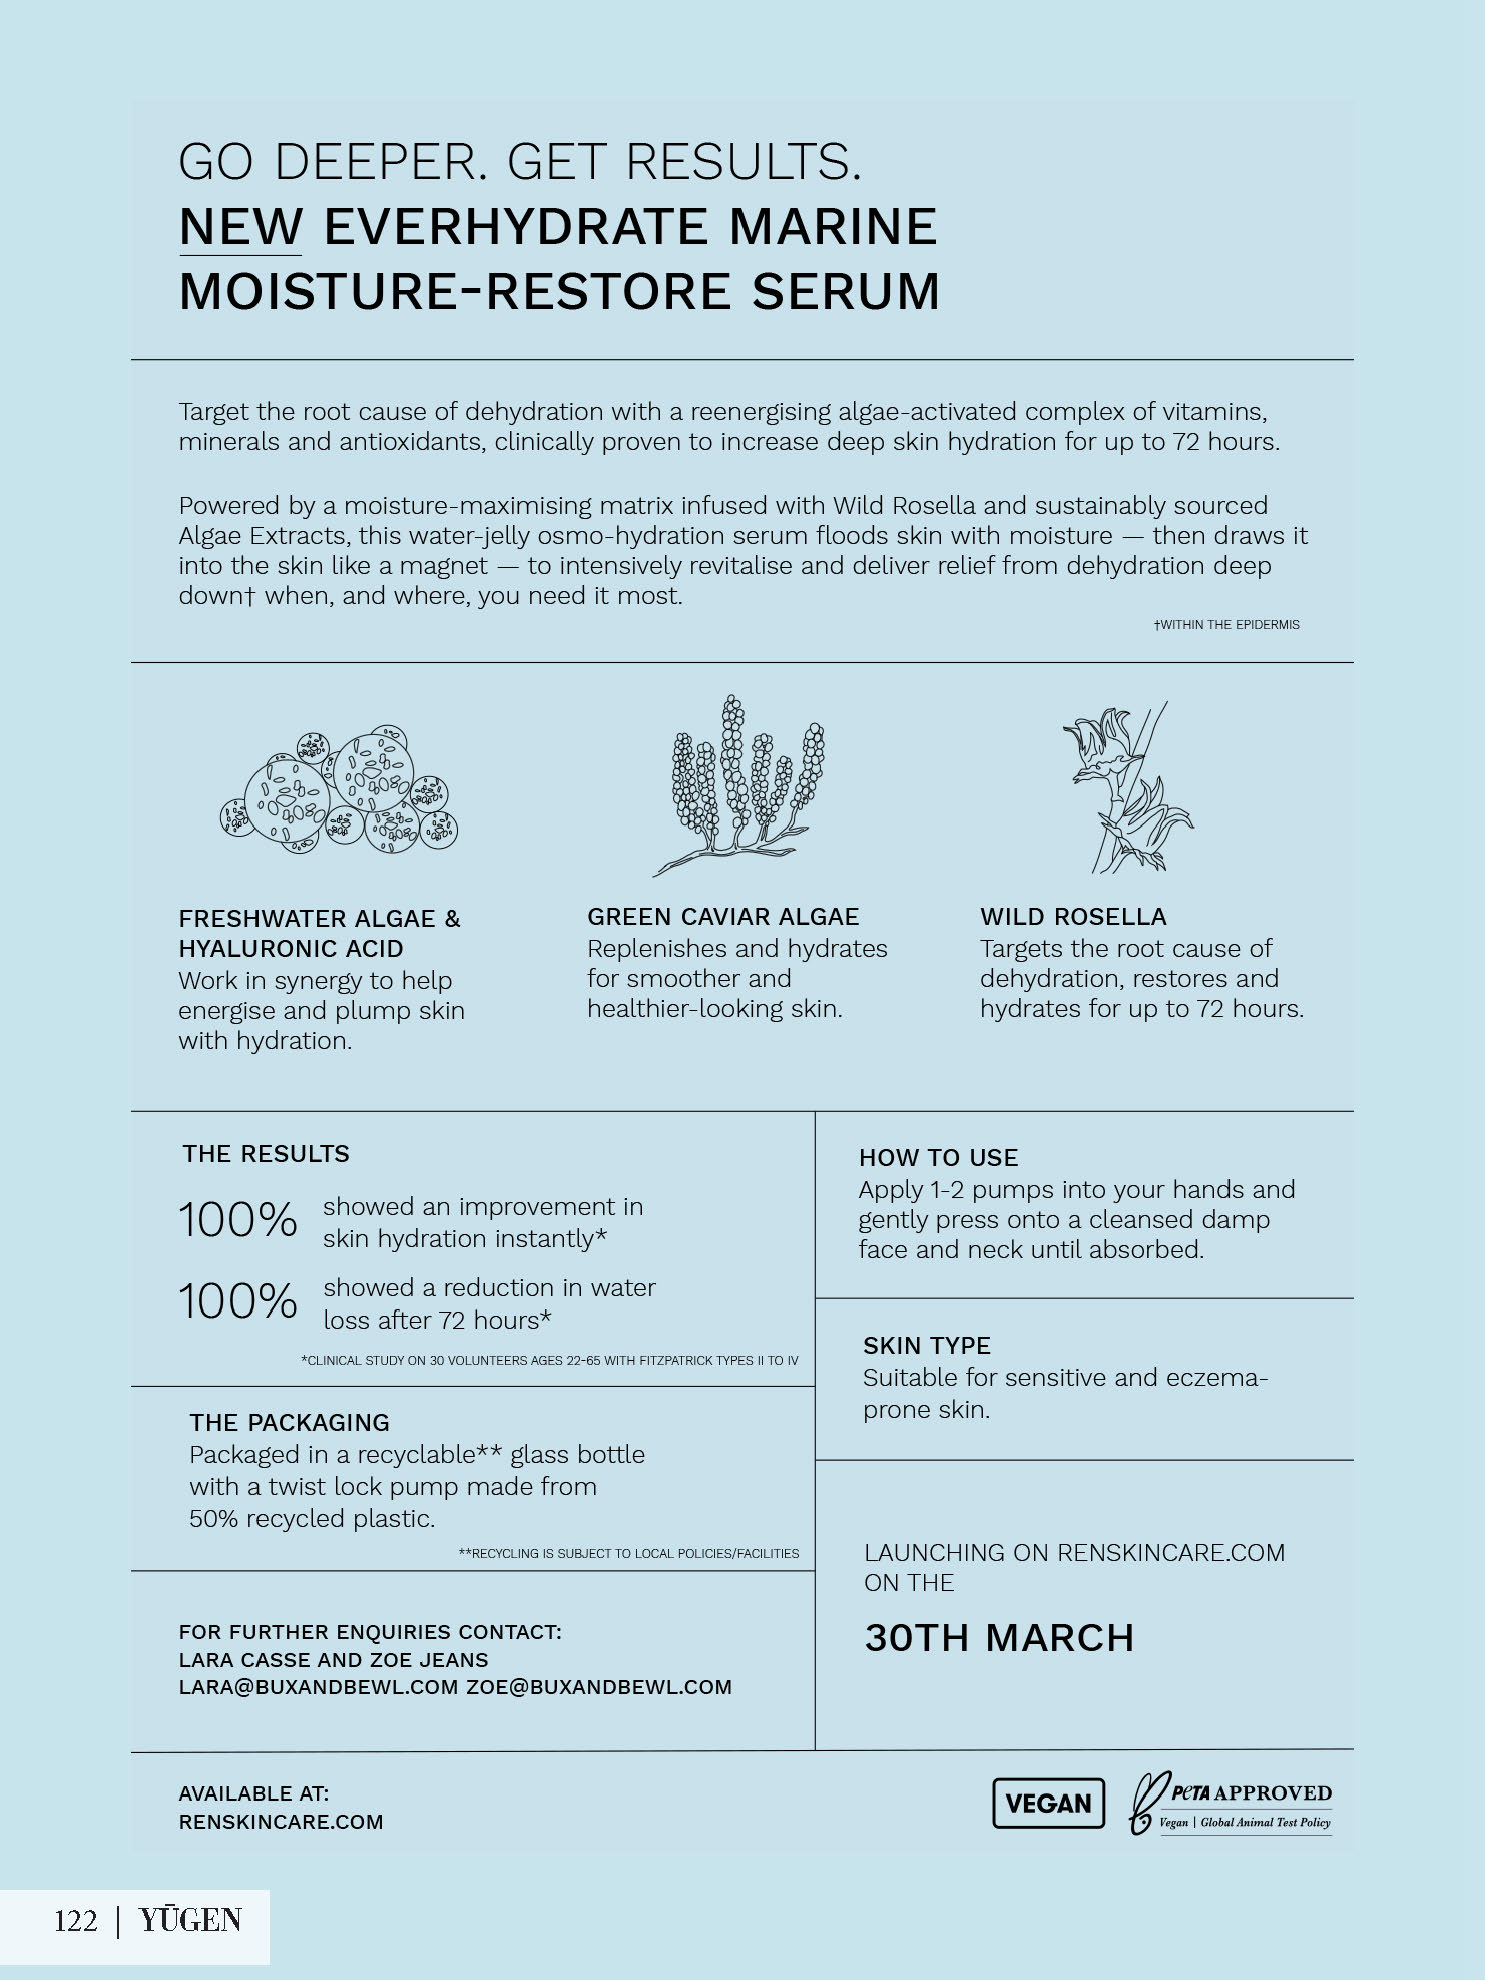 GO DEEPER. GET RESULTS.
NEW EVERHYDRATE MARINE
MOISTURE-RESTORE SERUM
Target the root cause of dehydration with a reenergising algae-activated complex of vitamins,
minerals and antioxidants, clinically proven to increase deep skin hydration for up to 72 hours.
Powered by a moisture-maximising matrix infused with Wild Rosella and sustainably sourced
Algae Extracts, this water-jelly osmo-hydration serum floods skin with moisture — then draws it
into the skin like a magnet — to intensively revitalise and deliver relief from dehydration deep
down† when, and where, you need it most.
†WITHIN THE EPIDERMIS
FRESHWATER ALGAE &
HYALURONIC ACID
Work in synergy to help
energise and plump skin
with hydration.
GREEN CAVIAR ALGAE
Replenishes and hydrates
for smoother and
healthier-looking skin.
WILD ROSELLA
Targets the root cause of
dehydration, restores and
hydrates for up to 72 hours.
THE RESULTS
100% showed an improvement in
skin hydration instantly*
100% showed a reduction in water
loss after 72 hours*
*CLINICAL STUDY ON 30 VOLUNTEERS AGES 22-65 WITH FITZPATRICK TYPES II TO IV
THE PACKAGING
Packaged in a recyclable** glass bottle
with a twist lock pump made from
50% recycled plastic.
**RECYCLING IS SUBJECT TO LOCAL POLICIES/FACILITIES
FOR FURTHER ENQUIRIES CONTACT:
LARA CASSE AND ZOE JEANS
LARA@BUXANDBEWL.COM ZOE@BUXANDBEWL.COM
HOW TO USE
Apply 1-2 pumps into your hands and
gently press onto a cleansed damp
face and neck until absorbed.
SKIN TYPE
Suitable for sensitive and eczema-
prone skin.
LAUNCHING ON RENSKINCARE.COM
ON THE
30TH MARCH
AVAILABLE AT:
RENSKINCARE.COM
VEGAN
PETA APPROVED
Vegan | Global Animal Test Policy
122 | YŪGEN